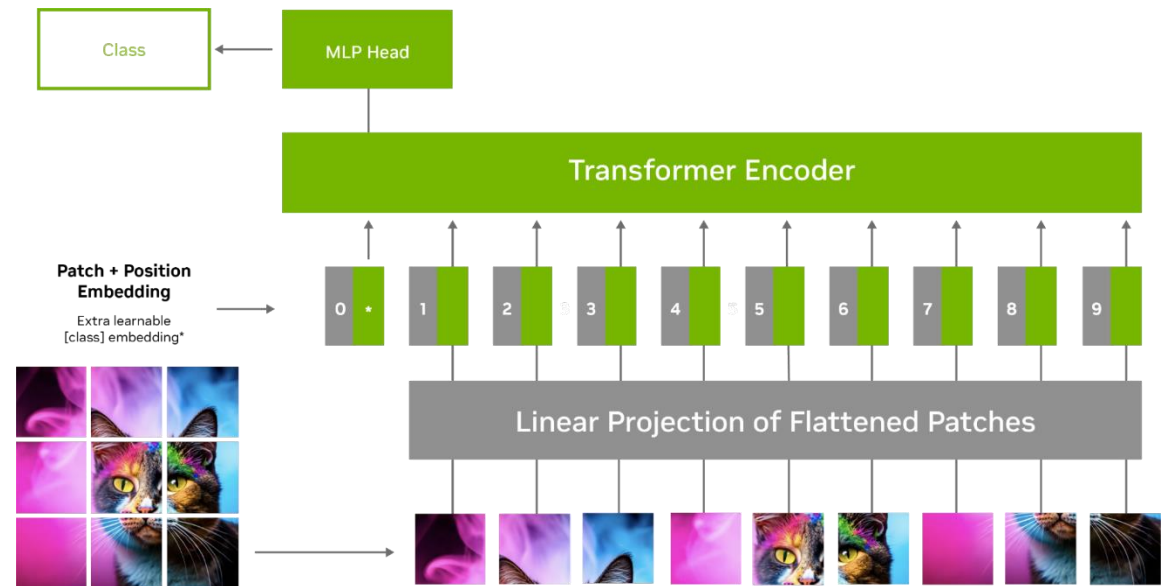 Class
MLP Head
Transformer Encoder
Patch + Position
Embedding
Extra learnable
[class] embedding*
0 * 1 2 3 4 5 6 7 8 9
Linear Projection of Flattened Patches